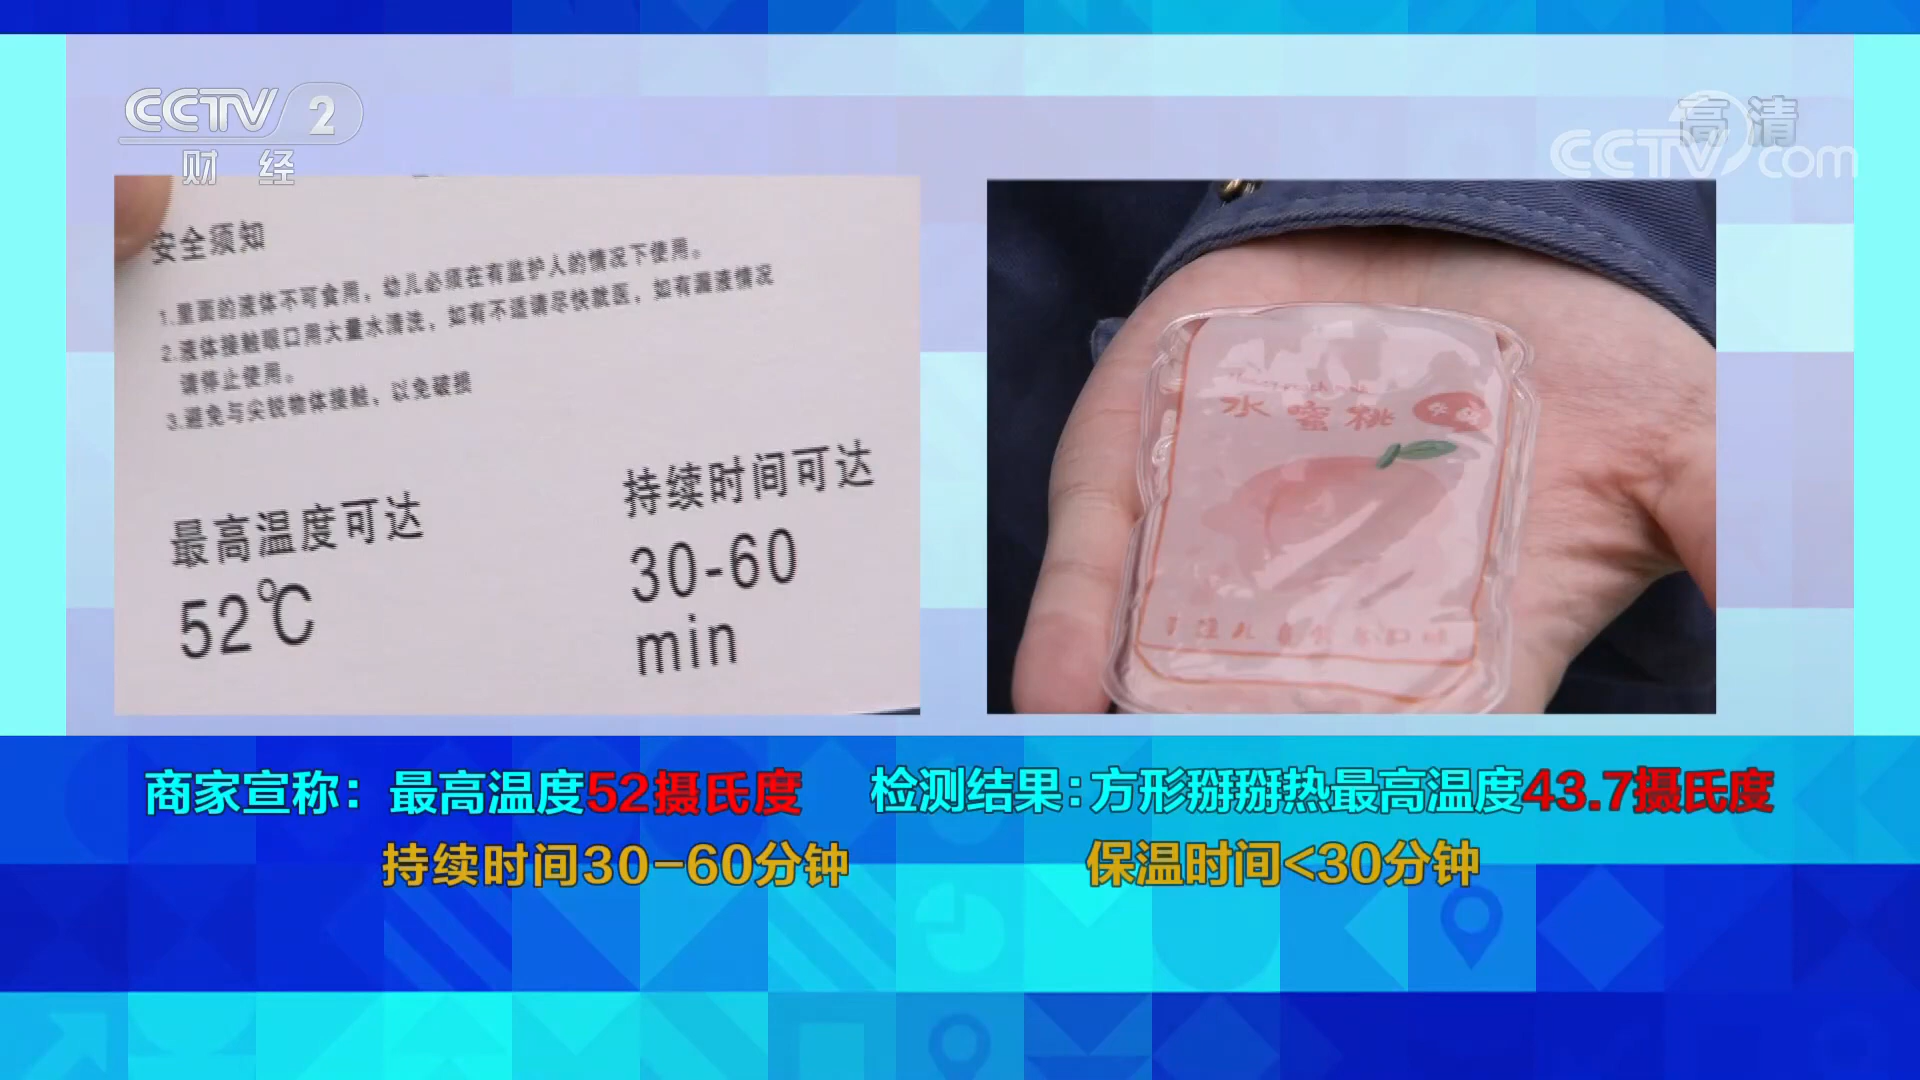 CCTV 2
财 经
高清
CCTV.com
安全须知
1.里面的液体不可食用，幼儿必须在有监护人的情况下使用。
2.液体接触眼口用大量水清洗，如有不适请尽快就医，如有漏液情况
请停止使用。
3.避免与尖锐物体接触，以免破损
最高温度可达
52℃
持续时间可达
30-60
min
水蜜桃
商家宣称：最高温度52摄氏度
持续时间30-60分钟
检测结果：方形掰掰热最高温度43.7摄氏度
保温时间<30分钟